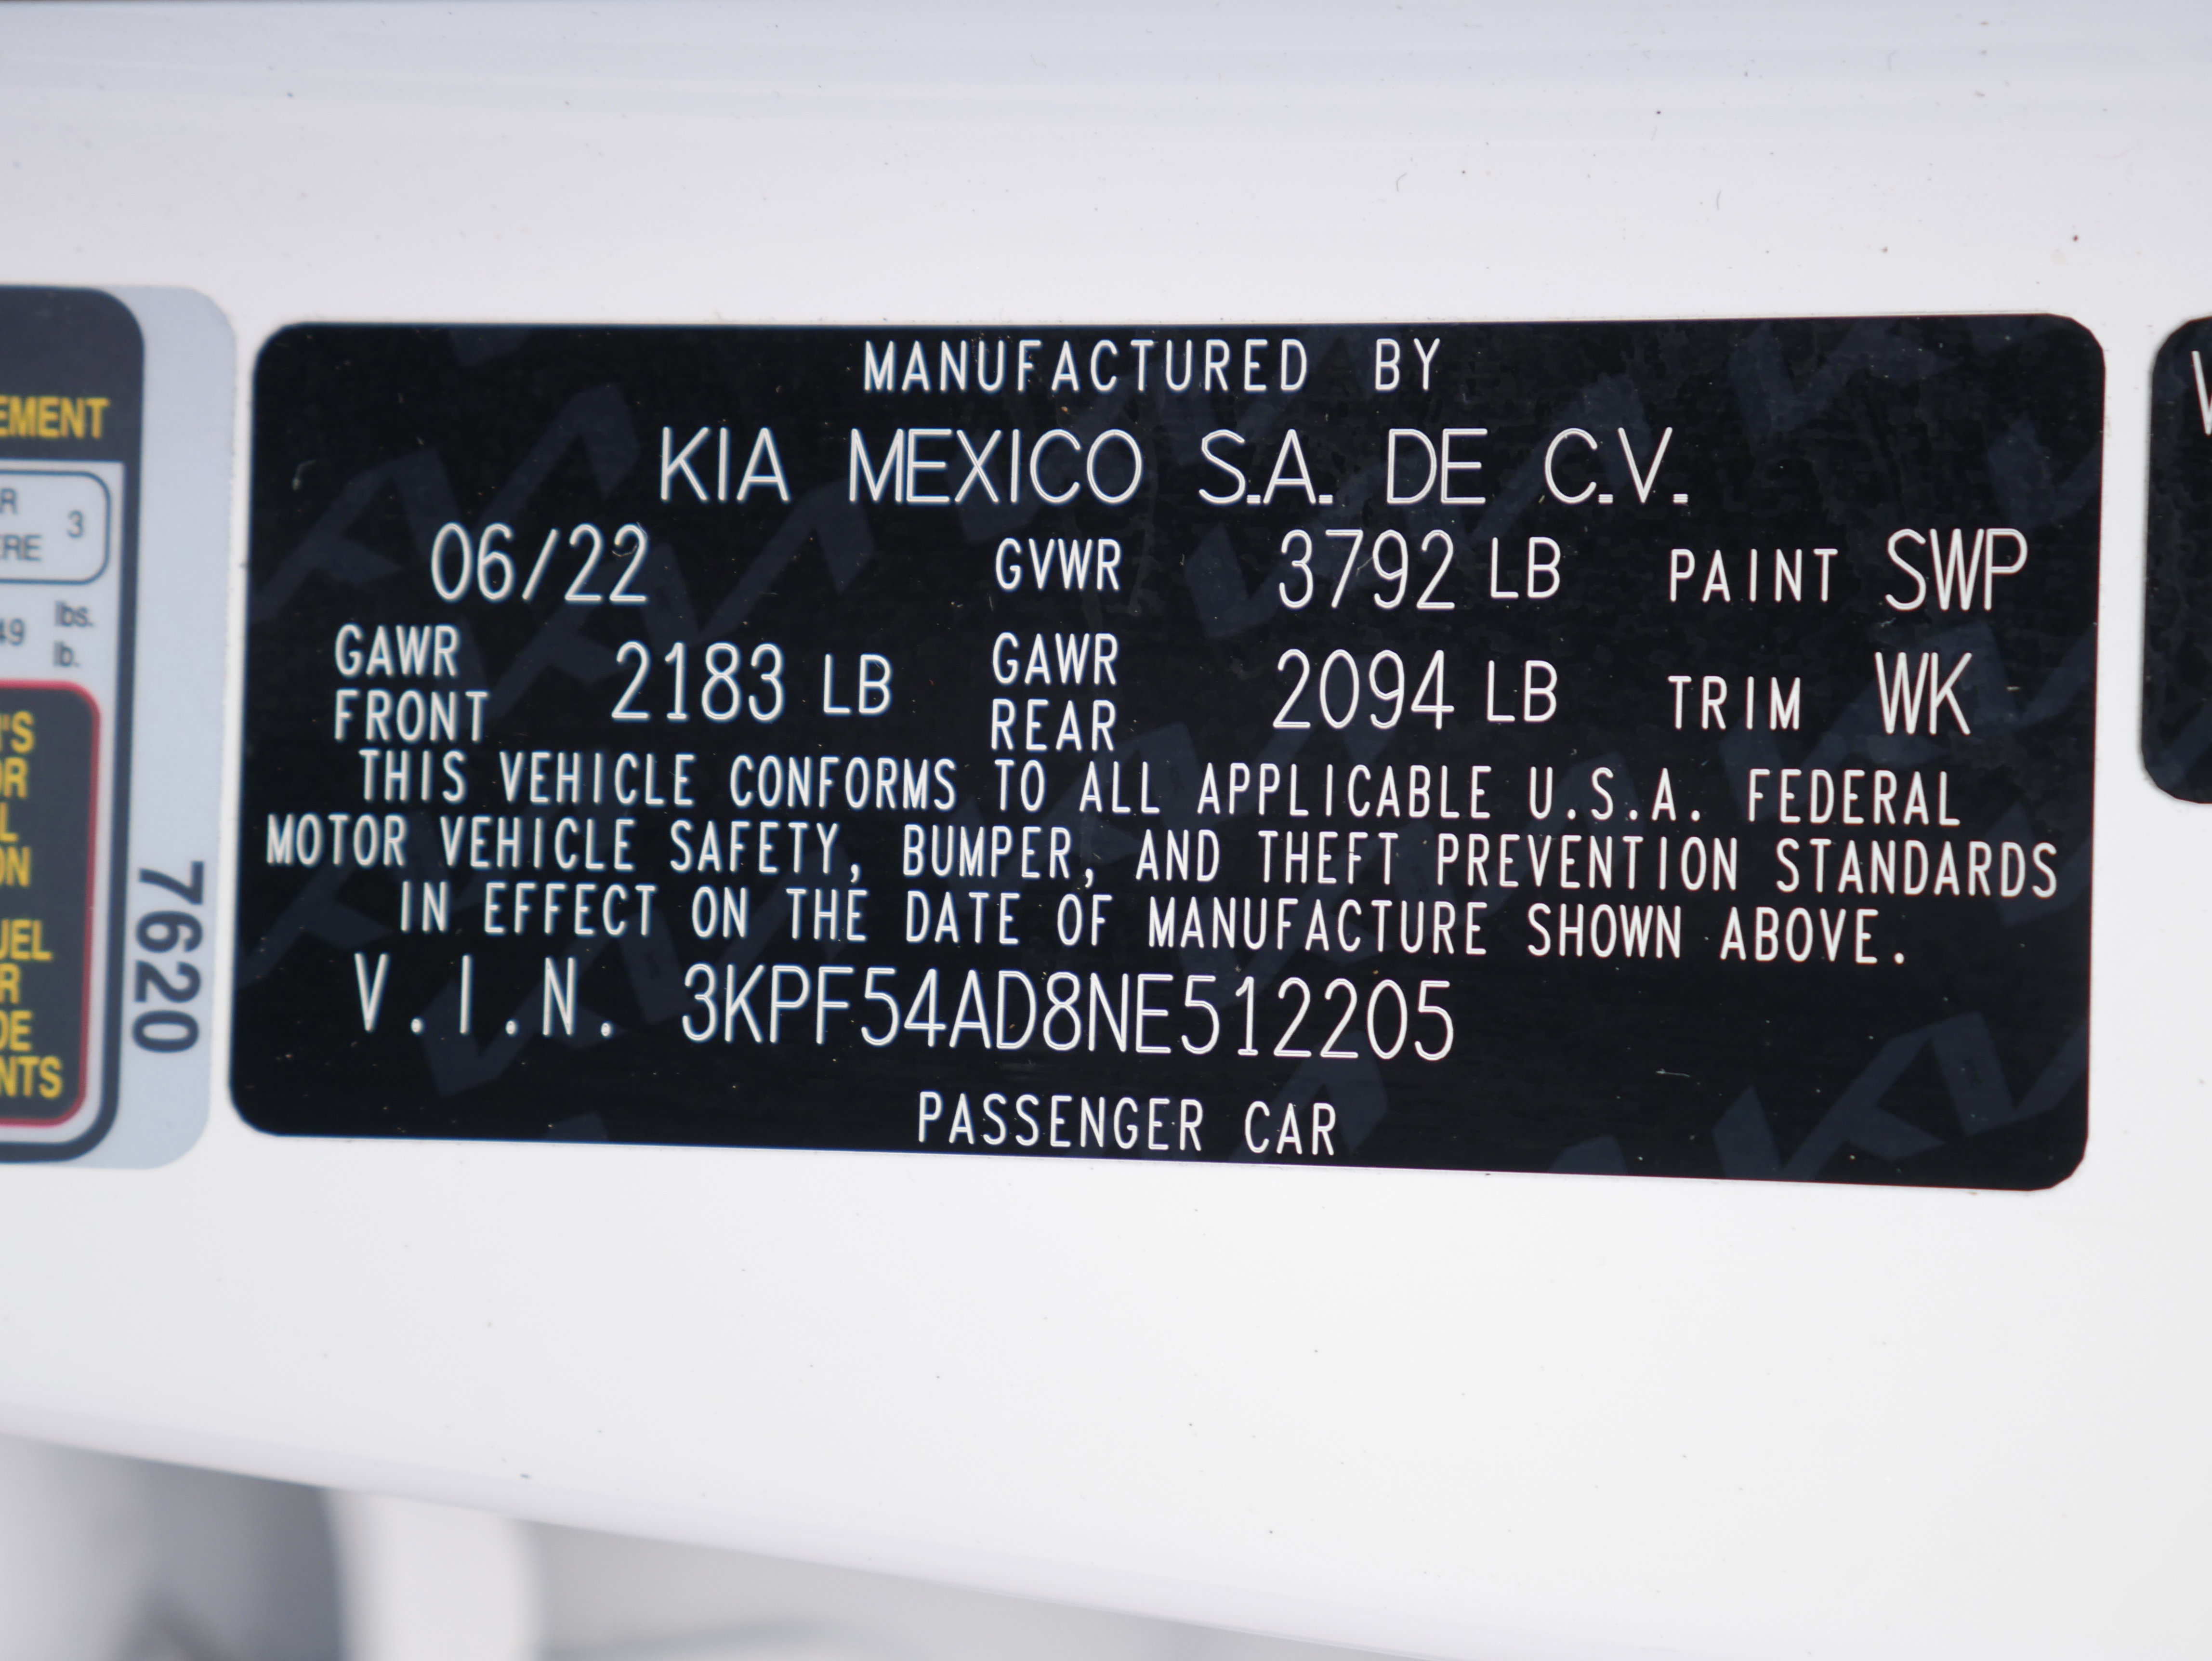 MANUFACTURED BY
KIA MEXICO S.A. DE C.V.
06/22 GVWR 3792 LB PAINT SWP
GAWR FRONT 2183 LB GAWR REAR 2094 LB TRIM WK
THIS VEHICLE CONFORMS TO ALL APPLICABLE U.S.A. FEDERAL
MOTOR VEHICLE SAFETY, BUMPER, AND THEFT PREVENTION STANDARDS
IN EFFECT ON THE DATE OF MANUFACTURE SHOWN ABOVE.
V.I.N. 3KPF54AD8NE512205
PASSENGER CAR
3
lbs.
lb.
7620